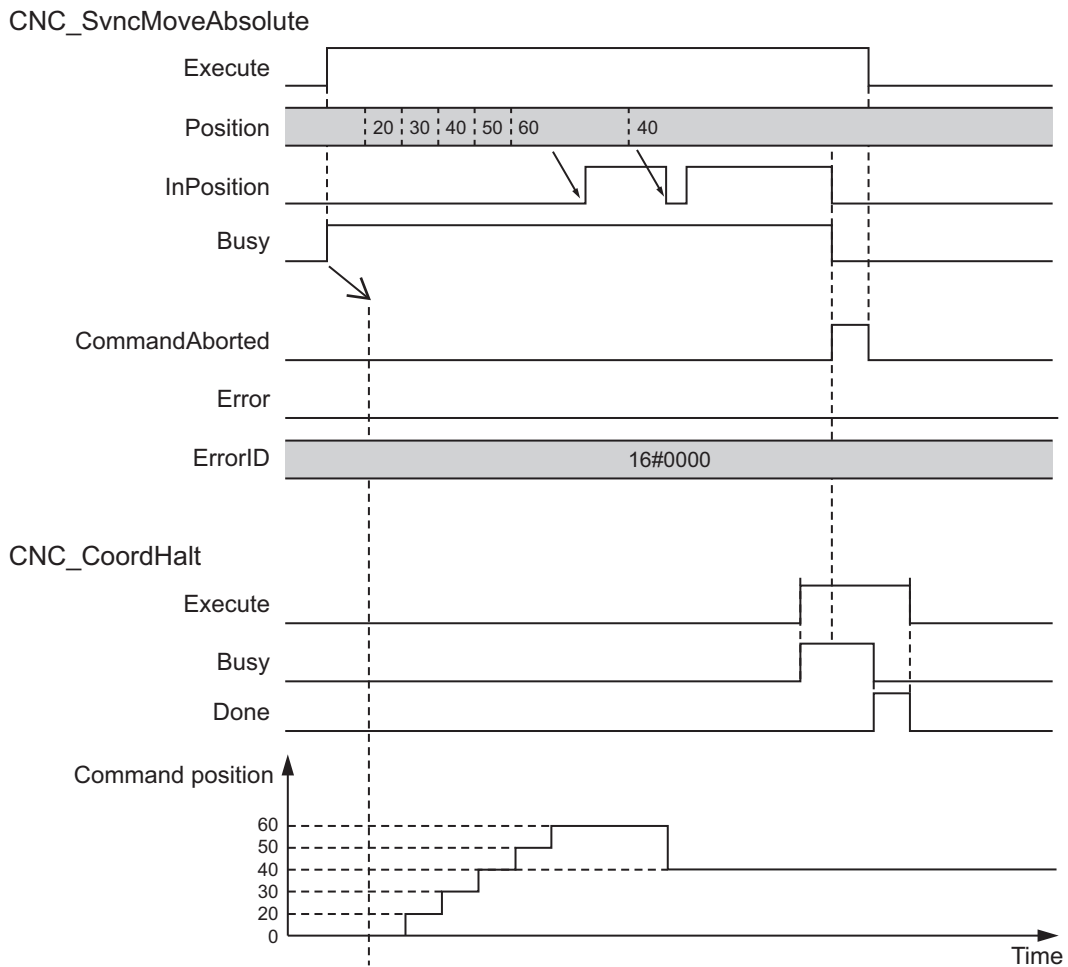 CNC_SvncMoveAbsolute
Execute
Position 20 30 40 50 60 40
InPosition
Busy
CommandAborted
Error
ErrorID 16#0000
CNC_CoordHalt
Execute
Busy
Done
Command position
60
50
40
30
20
0
Time